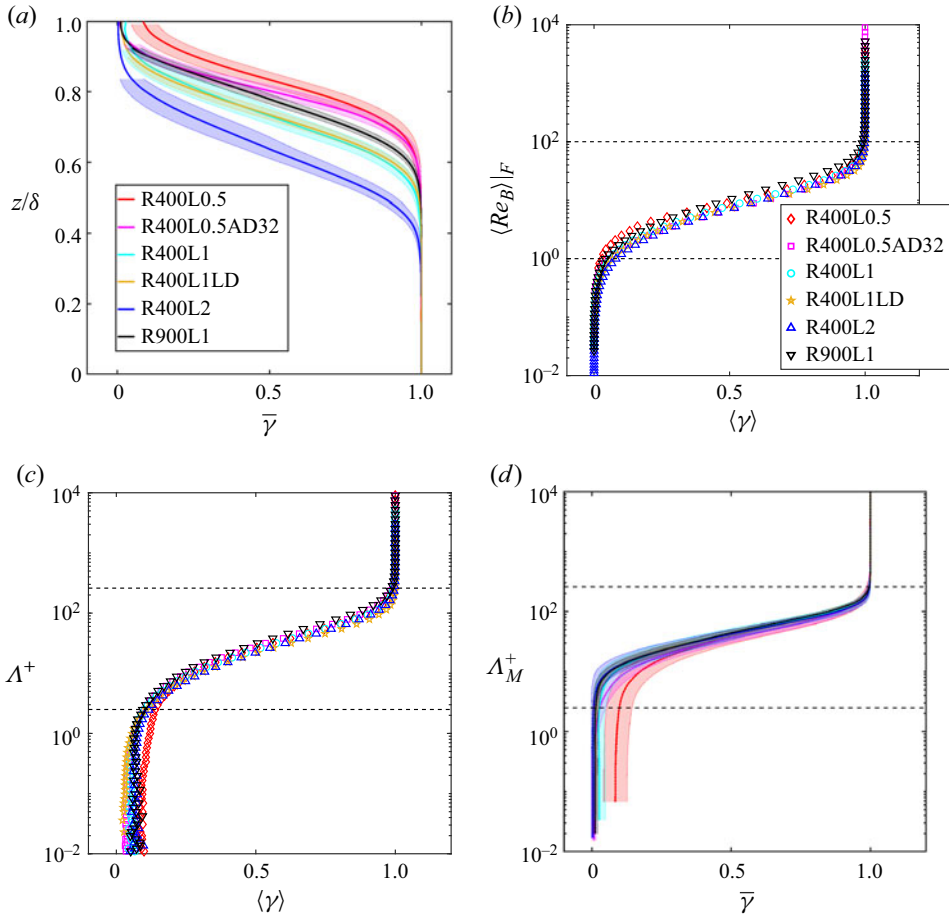 (a)
1.0
0.8
0.6
0.4
0.2
0
z/δ
R400L0.5
R400L0.5AD32
R400L1
R400L1LD
R400L2
R900L1
0 0.5 1.0
γ̅
(b)
10⁴
10²
10⁰
10⁻²
⟨Re_B⟩|_F
R400L0.5
R400L0.5AD32
R400L1
R400L1LD
R400L2
R900L1
0 0.5 1.0
⟨γ⟩
(c)
10⁴
10²
10⁰
10⁻²
Λ⁺
0 0.5 1.0
⟨γ⟩
(d)
10⁴
10²
10⁰
10⁻²
Λ_M⁺
0 0.5 1.0
γ̅